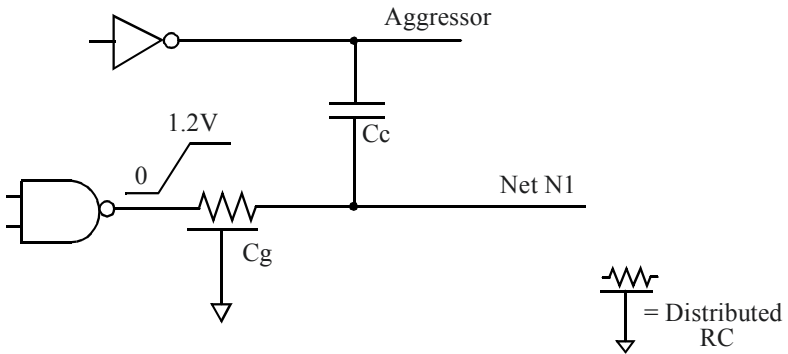 Aggressor
1.2V
Cc
0
Net N1
Cg
= Distributed
RC